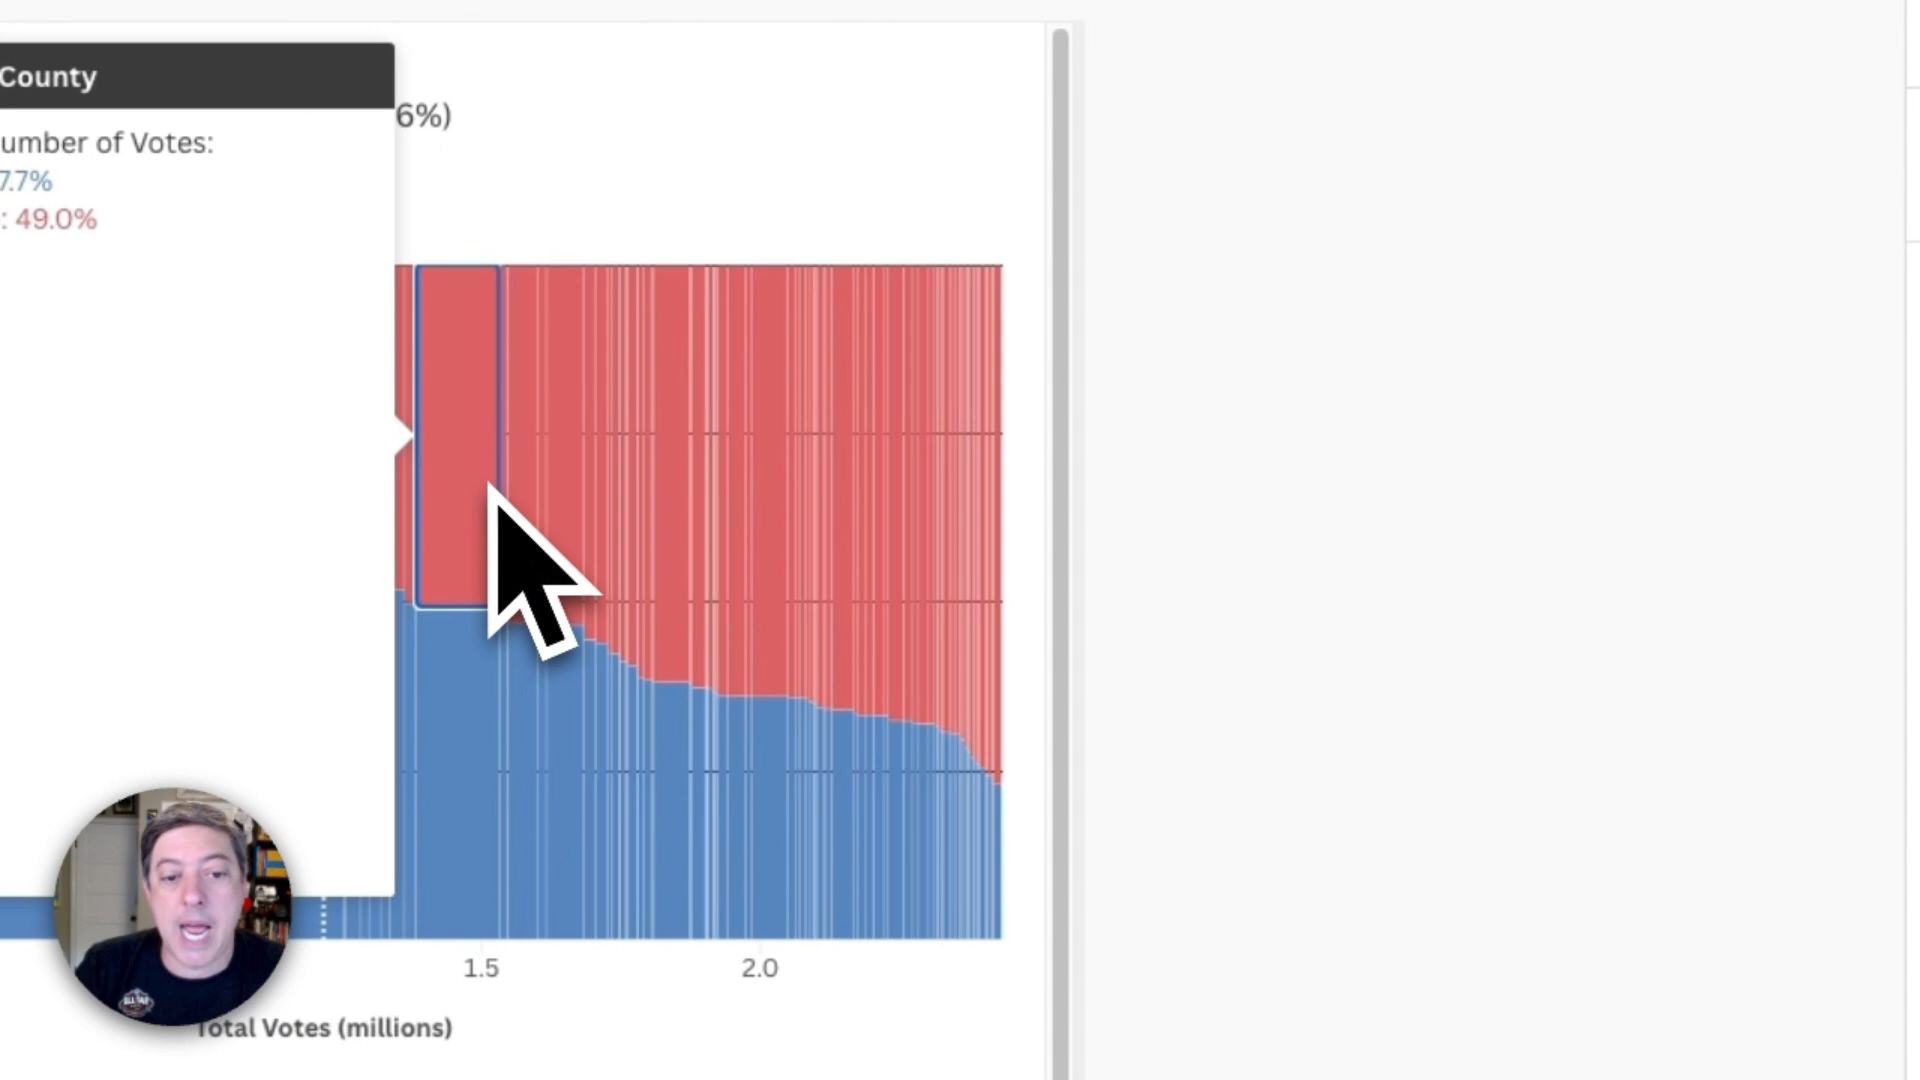 County
6%)
umber of Votes:
7.7%
: 49.0%
1.5
2.0
Total Votes (millions)